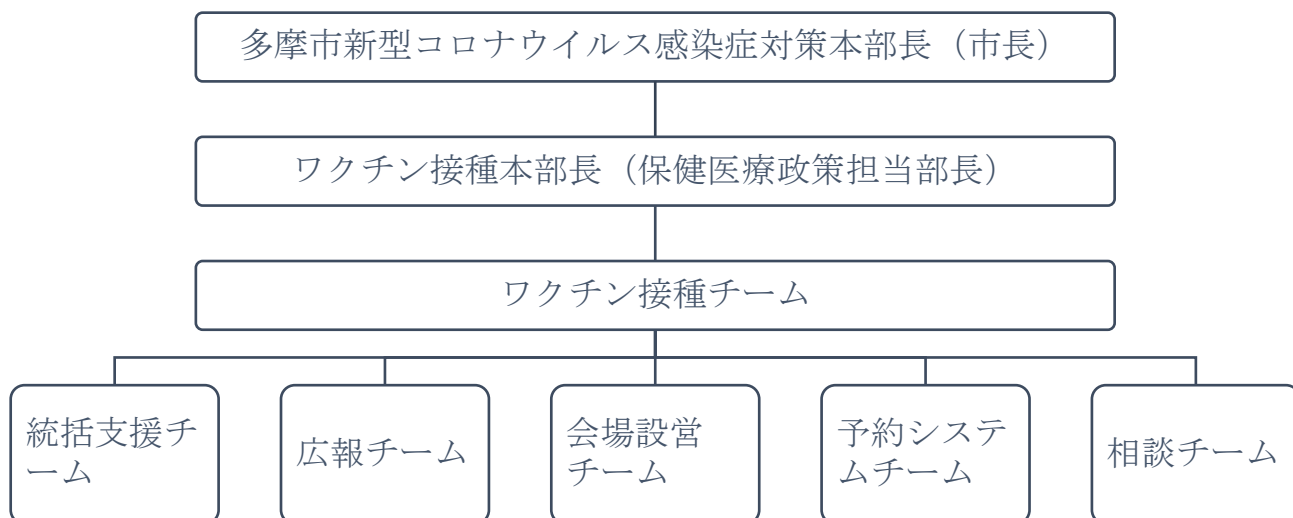 多摩市新型コロナウイルス感染症対策本部長（市長）
ワクチン接種本部長（保健医療政策担当部長）
ワクチン接種チーム
統括支援チ
ーム
広報チーム
会場設営
チーム
予約システ
ムチーム
相談チーム